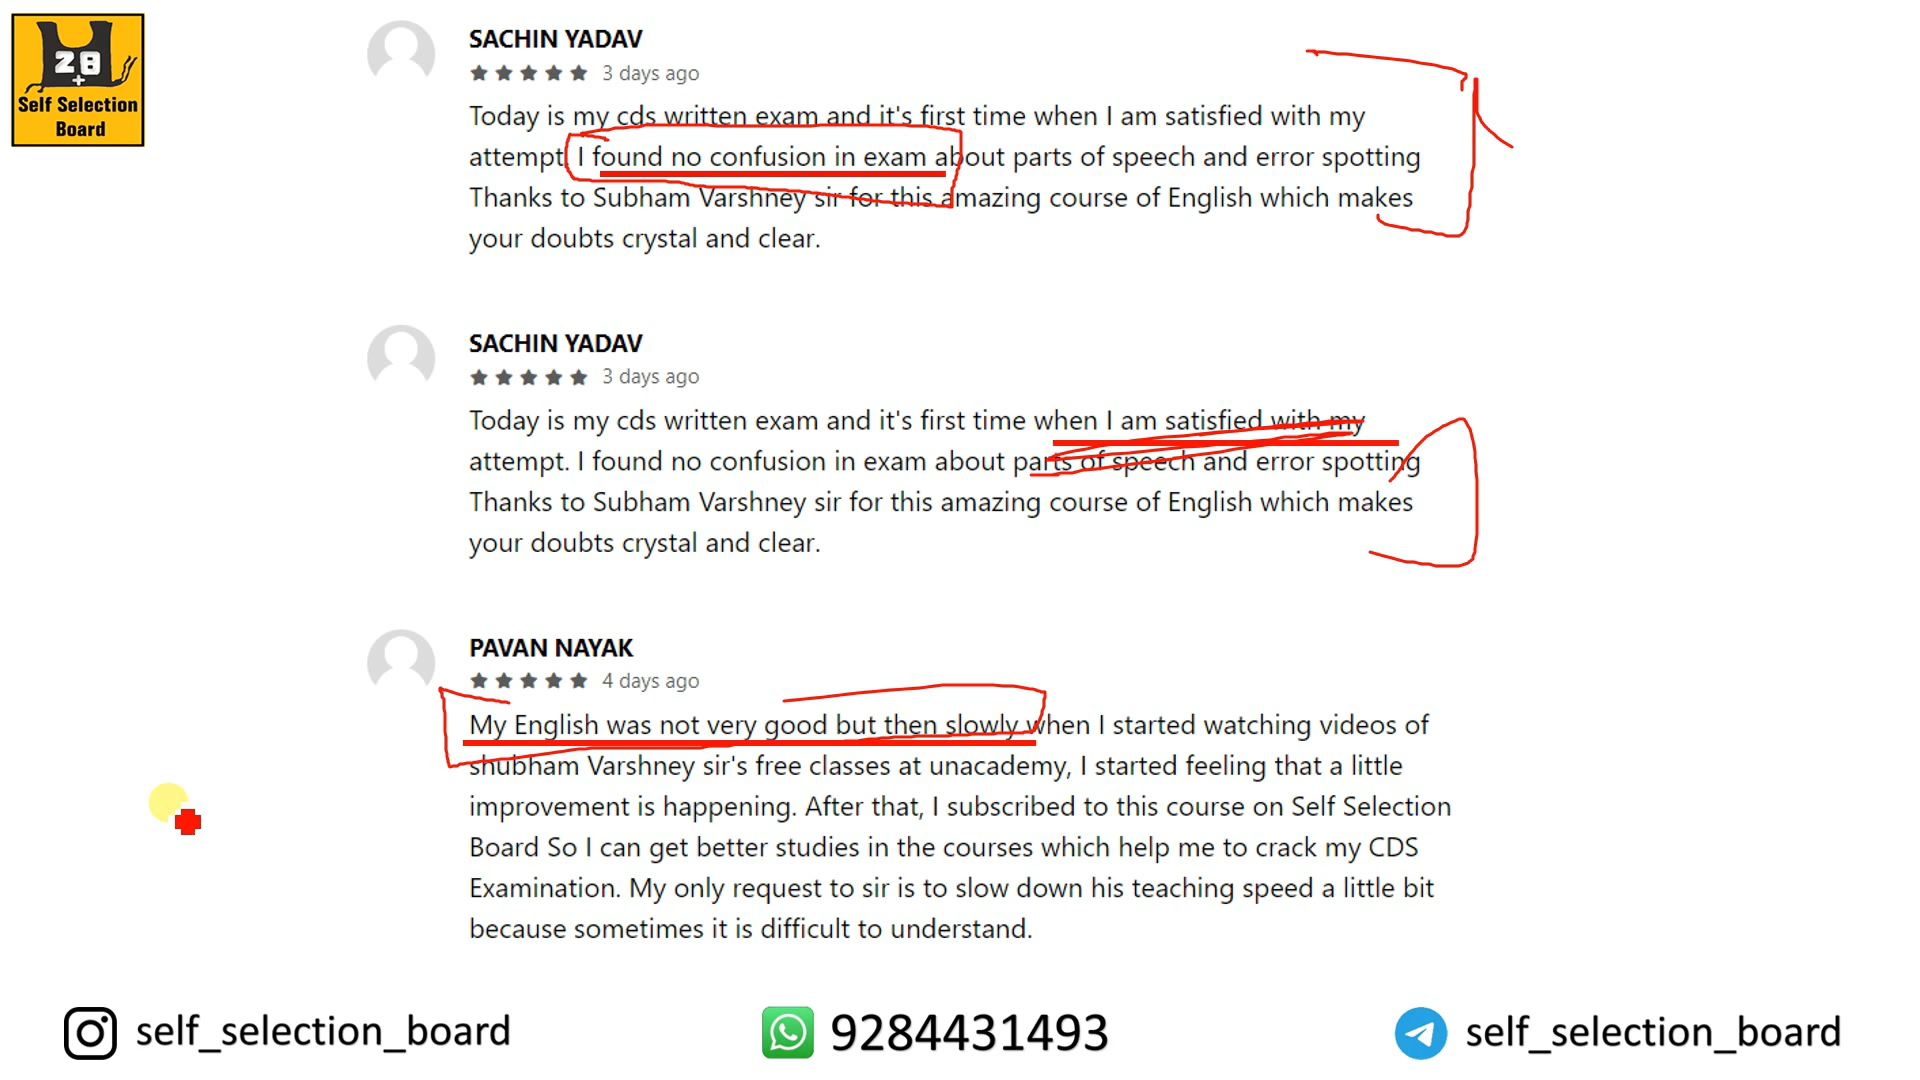 28
+
Self Selection
Board
SACHIN YADAV
3 days ago
Today is my cds written exam and it's first time when I am satisfied with my
attempt. I found no confusion in exam about parts of speech and error spotting
Thanks to Subham Varshney sir for this amazing course of English which makes
your doubts crystal and clear.
SACHIN YADAV
3 days ago
Today is my cds written exam and it's first time when I am satisfied with my
attempt. I found no confusion in exam about parts of speech and error spotting
Thanks to Subham Varshney sir for this amazing course of English which makes
your doubts crystal and clear.
PAVAN NAYAK
4 days ago
My English was not very good but then slowly when I started watching videos of
shubham Varshney sir's free classes at unacademy, I started feeling that a little
improvement is happening. After that, I subscribed to this course on Self Selection
Board So I can get better studies in the courses which help me to crack my CDS
Examination. My only request to sir is to slow down his teaching speed a little bit
because sometimes it is difficult to understand.
self_selection_board
9284431493
self_selection_board